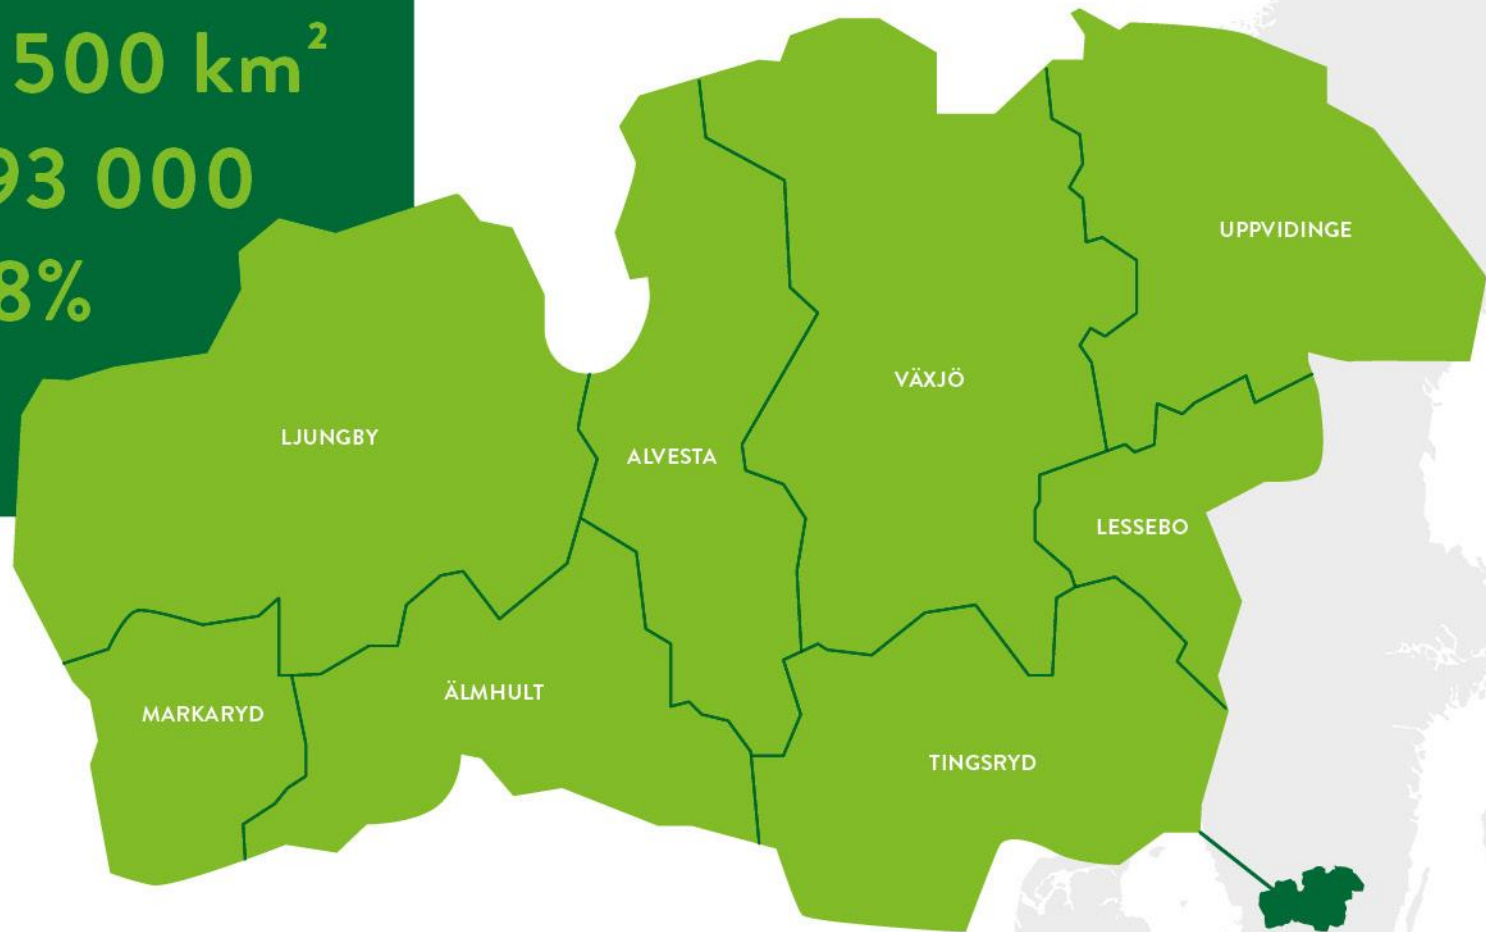 500 km²
93 000
8%
UPPVIDINGE
VÄXJÖ
LJUNGBY
ALVESTA
LESSEBO
ÄLMHULT
MARKARYD
TINGSRYD